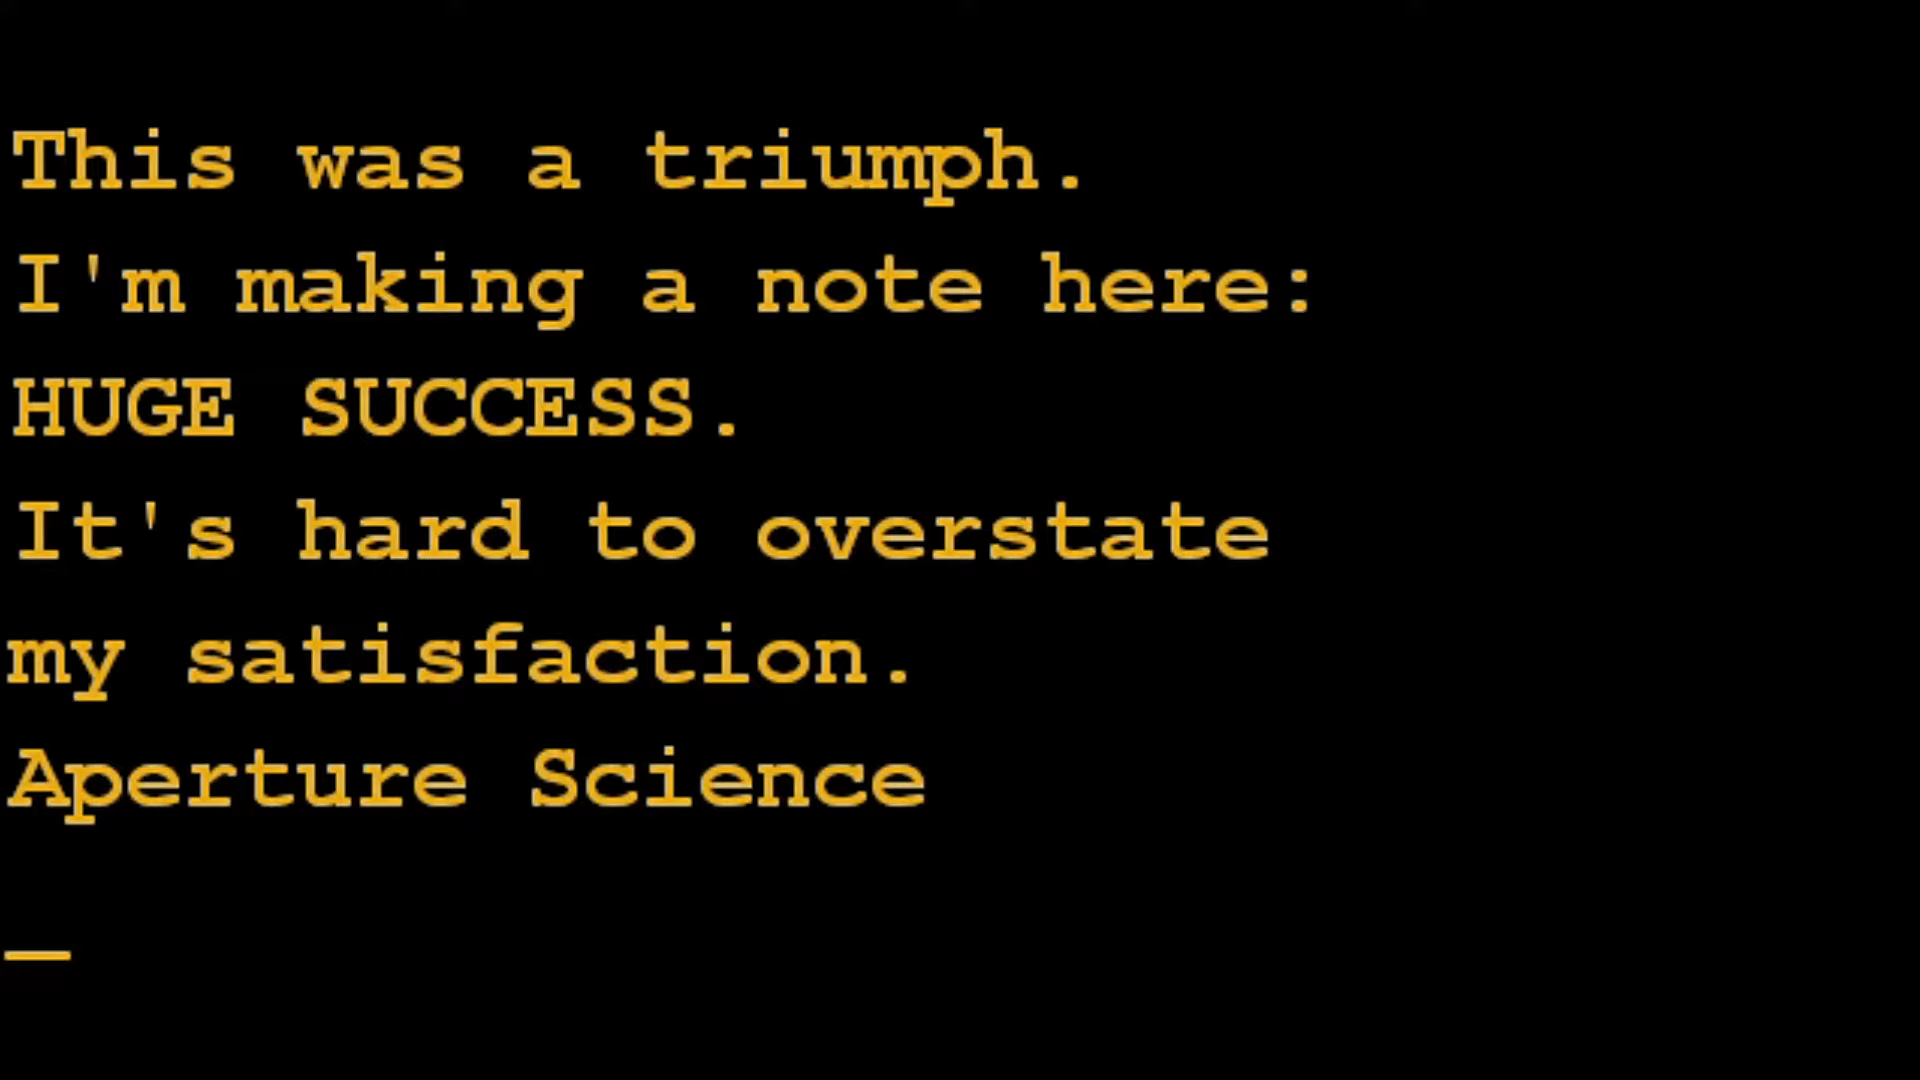 This was a triumph.
I'm making a note here:
HUGE SUCCESS.
It's hard to overstate
my satisfaction.
Aperture Science
_